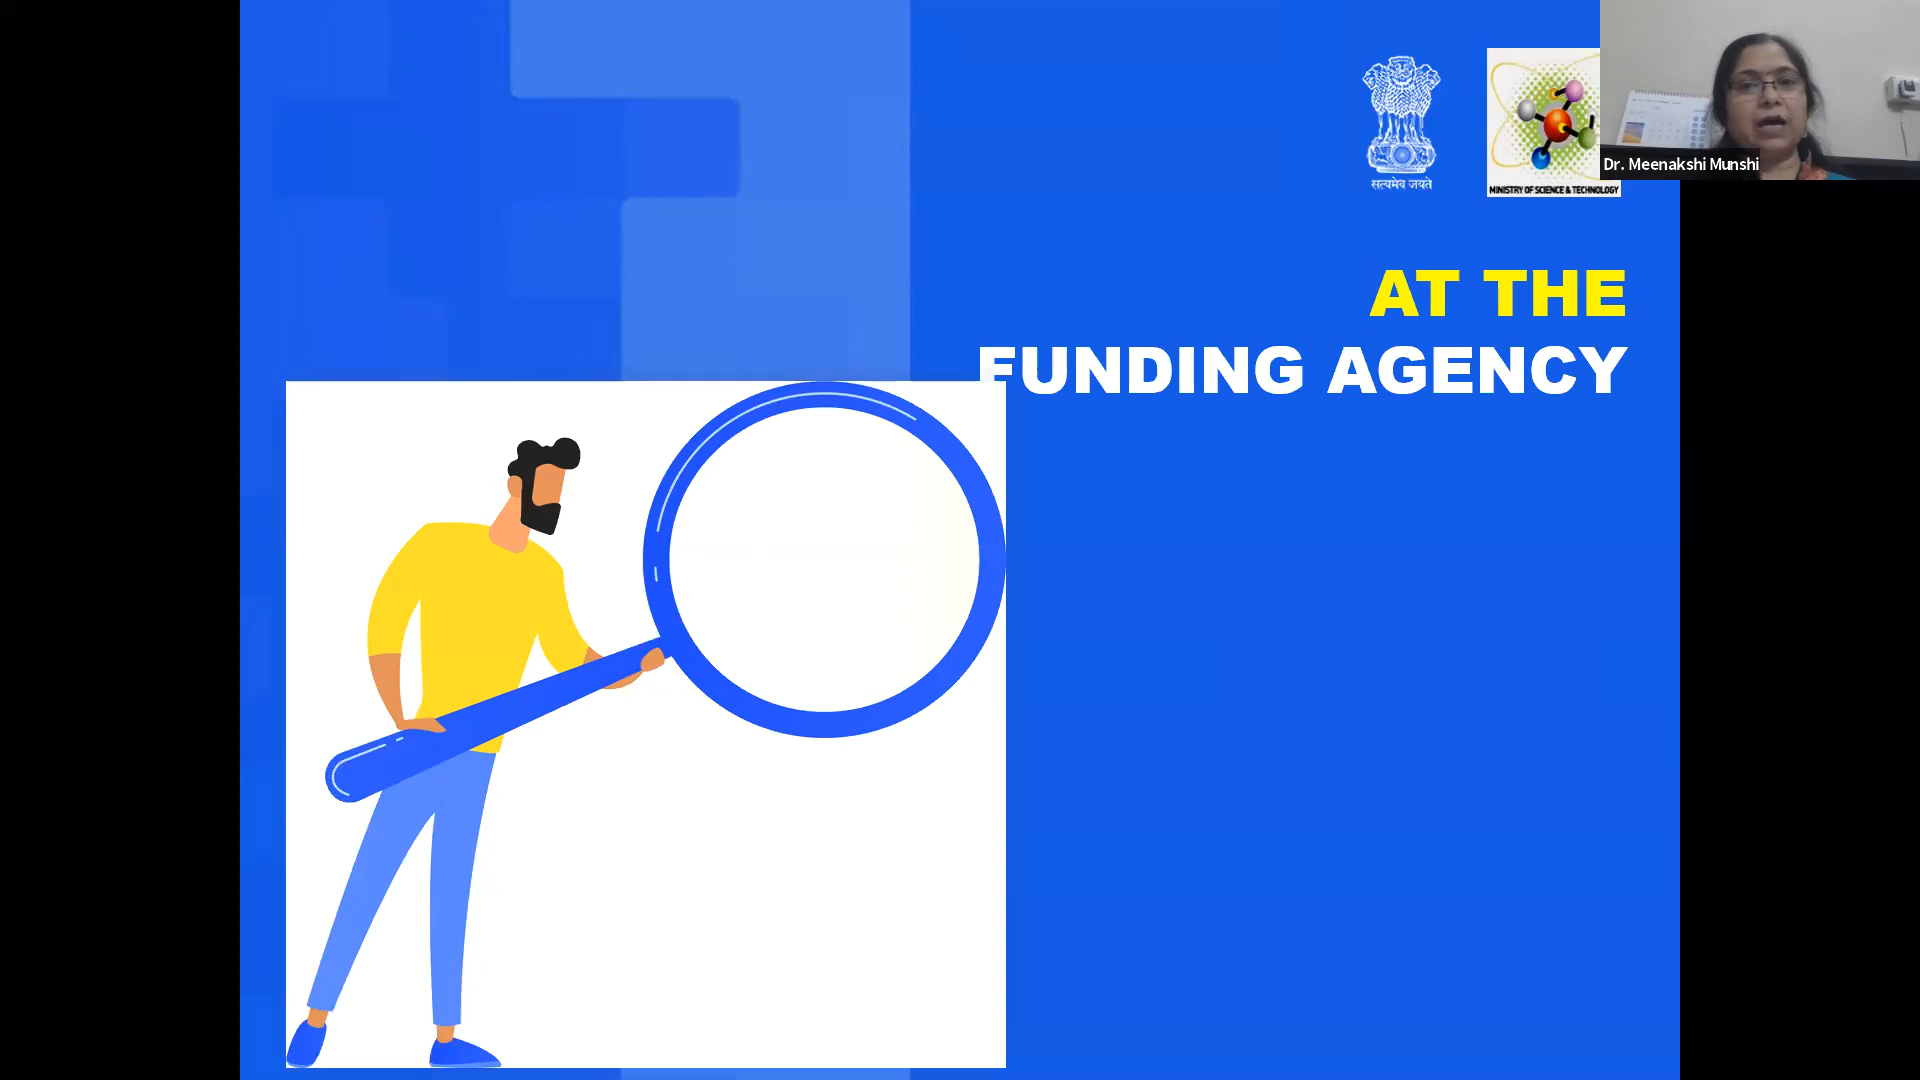 सत्यमेव जयते
MINISTRY OF SCIENCE & TECHNOLOGY
Dr. Meenakshi Munshi
AT THE
FUNDING AGENCY